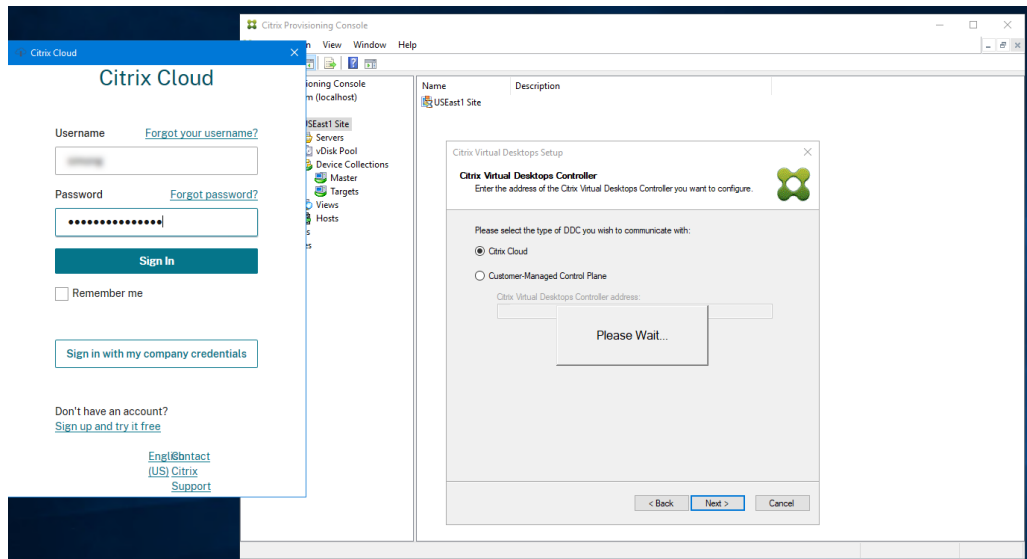 Citrix Cloud
Citrix Cloud
Username
Forgot your username?
Password
Forgot password?
Sign In
Remember me
Sign in with my company credentials
Don't have an account?
Sign up and try it free
English
(US)
Contact
Citrix
Support
Citrix Provisioning Console
View Window Help
Name Description
USEast1 Site
(localhost)
USEast1 Site
Servers
vDisk Pool
Device Collections
Master
Targets
Views
Hosts
Citrix Virtual Desktops Setup
Citrix Virtual Desktops Controller
Enter the address of the Citrix Virtual Desktops Controller you want to configure.
Please select the type of DDC you wish to communicate with:
Citrix Cloud
Customer-Managed Control Plane
Citrix Virtual Desktops Controller address:
Please Wait...
< Back
Next >
Cancel